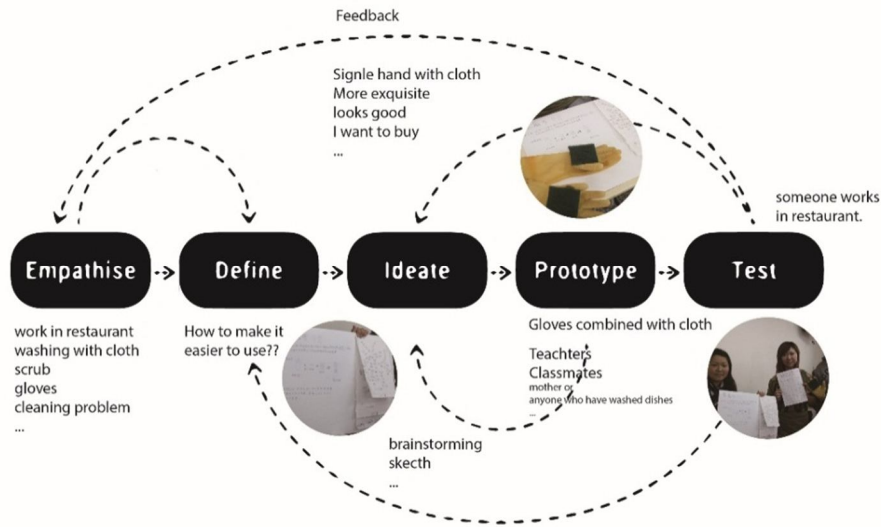 Feedback
Signle hand with cloth
More exquisite
looks good
I want to buy
...
someone works
in restaurant.
Empathise
Define
Ideate
Prototype
Test
work in restaurant
washing with cloth
scrub
gloves
cleaning problem
...
How to make it
easier to use??
Gloves combined with cloth
Teachters
Classmates
mother or
anyone who have washed dishes
...
brainstorming
skecth
...